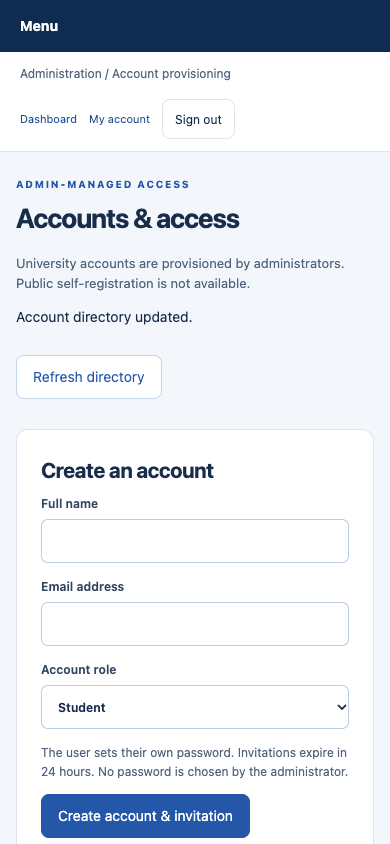 Menu
Administration / Account provisioning
Dashboard My account Sign out
ADMIN-MANAGED ACCESS
Accounts & access
University accounts are provisioned by administrators.
Public self-registration is not available.
Account directory updated.
Refresh directory
Create an account
Full name
Email address
Account role
Student
The user sets their own password. Invitations expire in
24 hours. No password is chosen by the administrator.
Create account & invitation